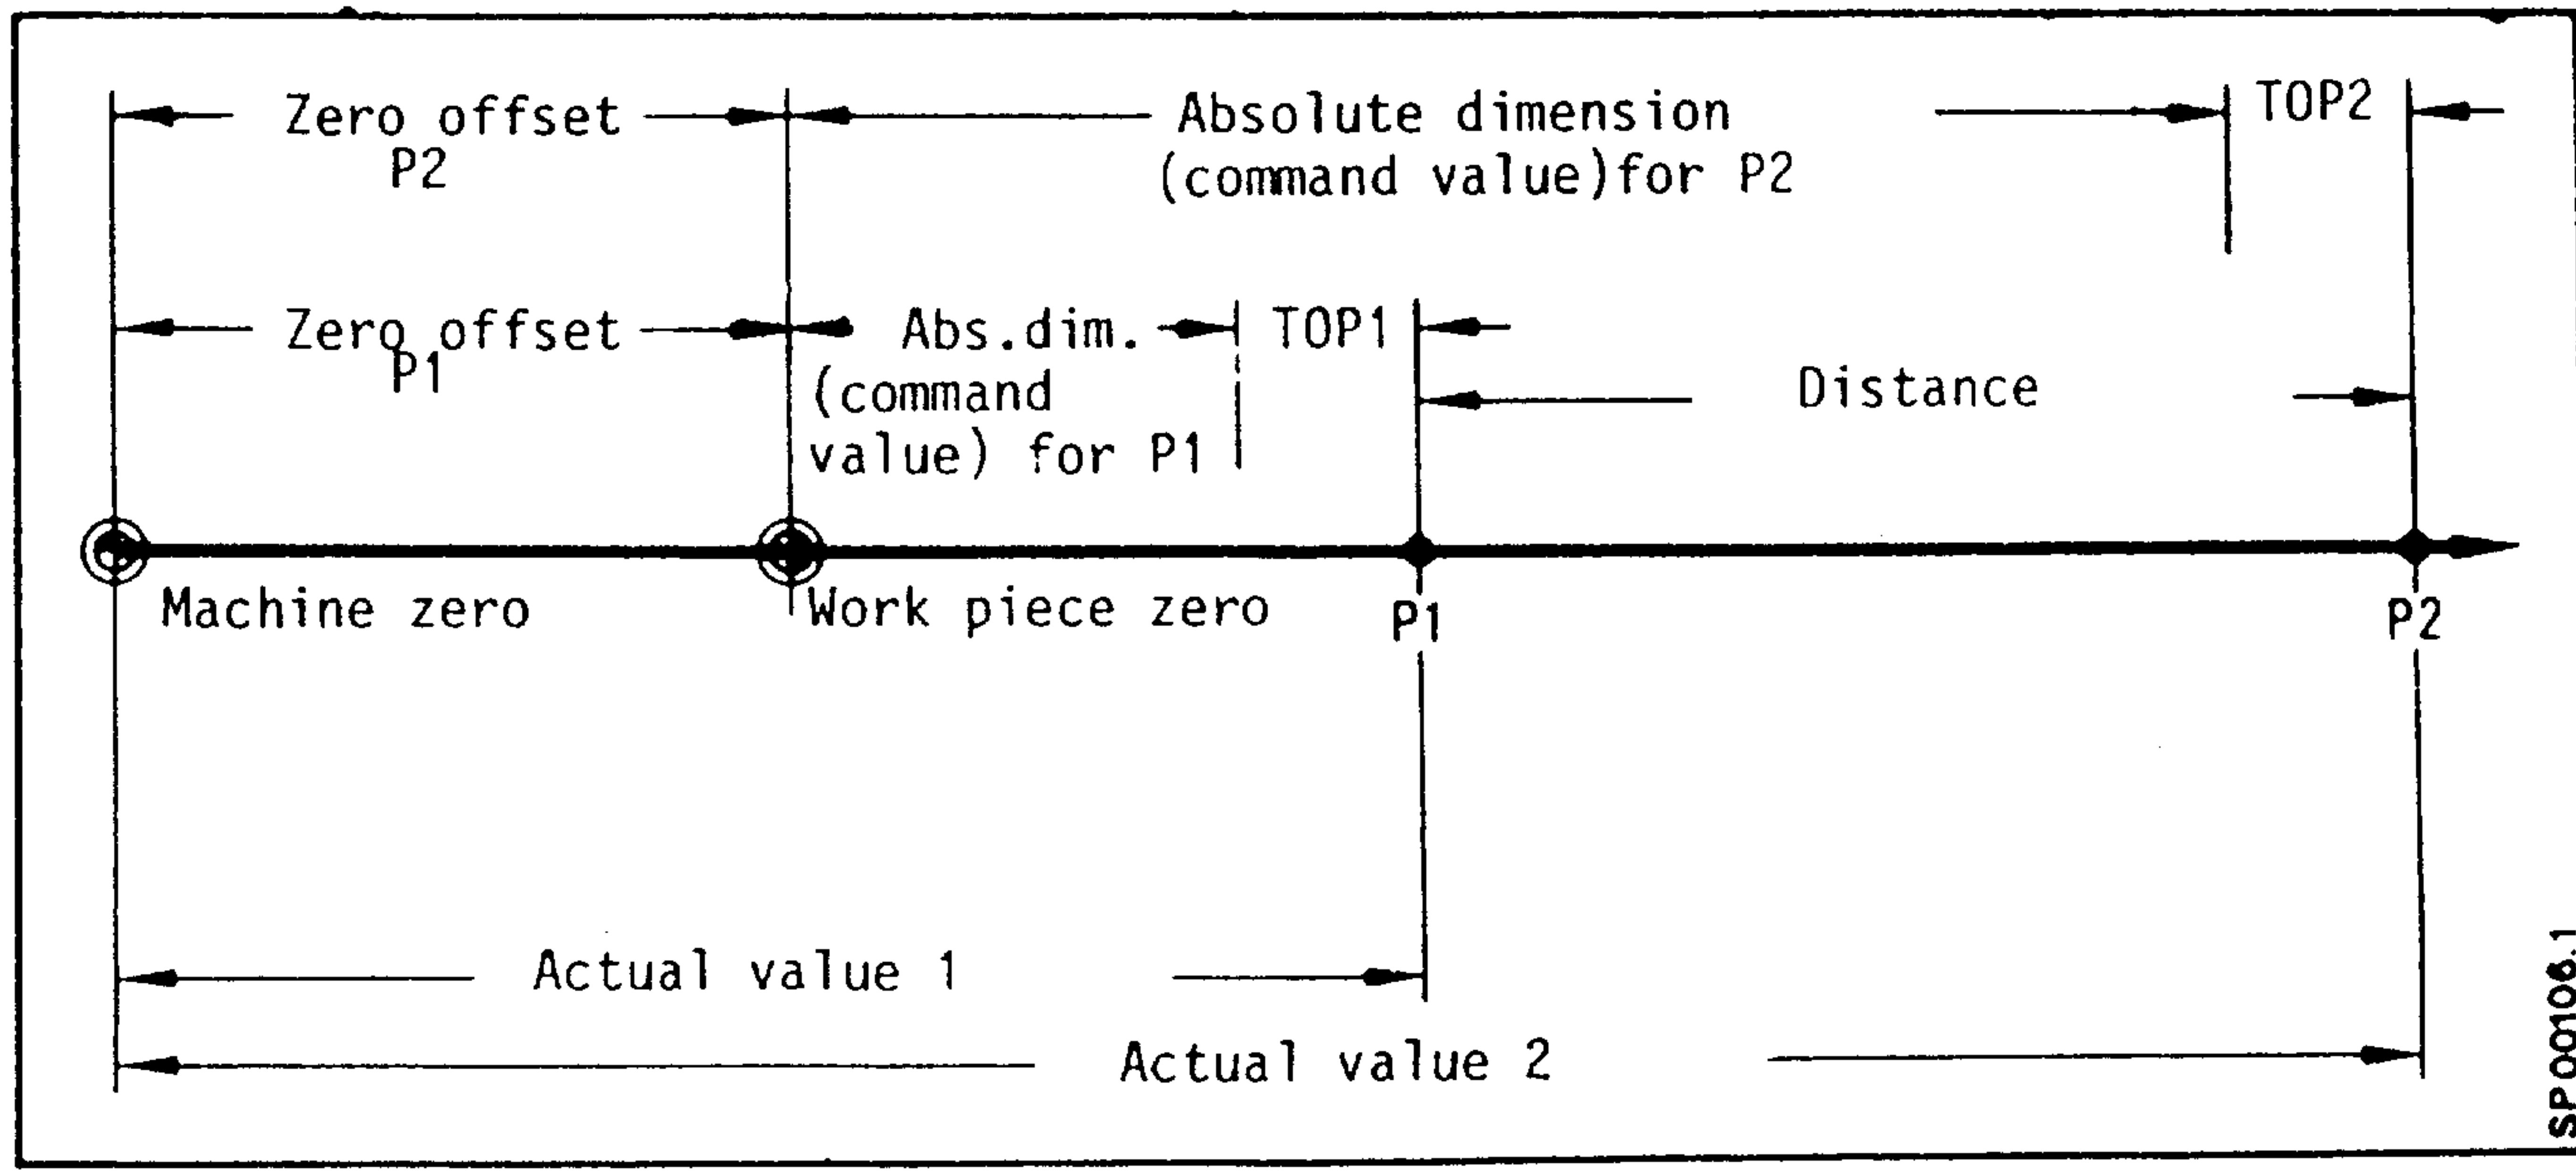 Zero offset
P2
Absolute dimension
(command value)for P2
TOP2
Zero offset
P1
Abs.dim.
(command
value) for P1
TOP1
Distance
Machine zero
Work piece zero
P1
P2
Actual value 1
Actual value 2
SP00106.1